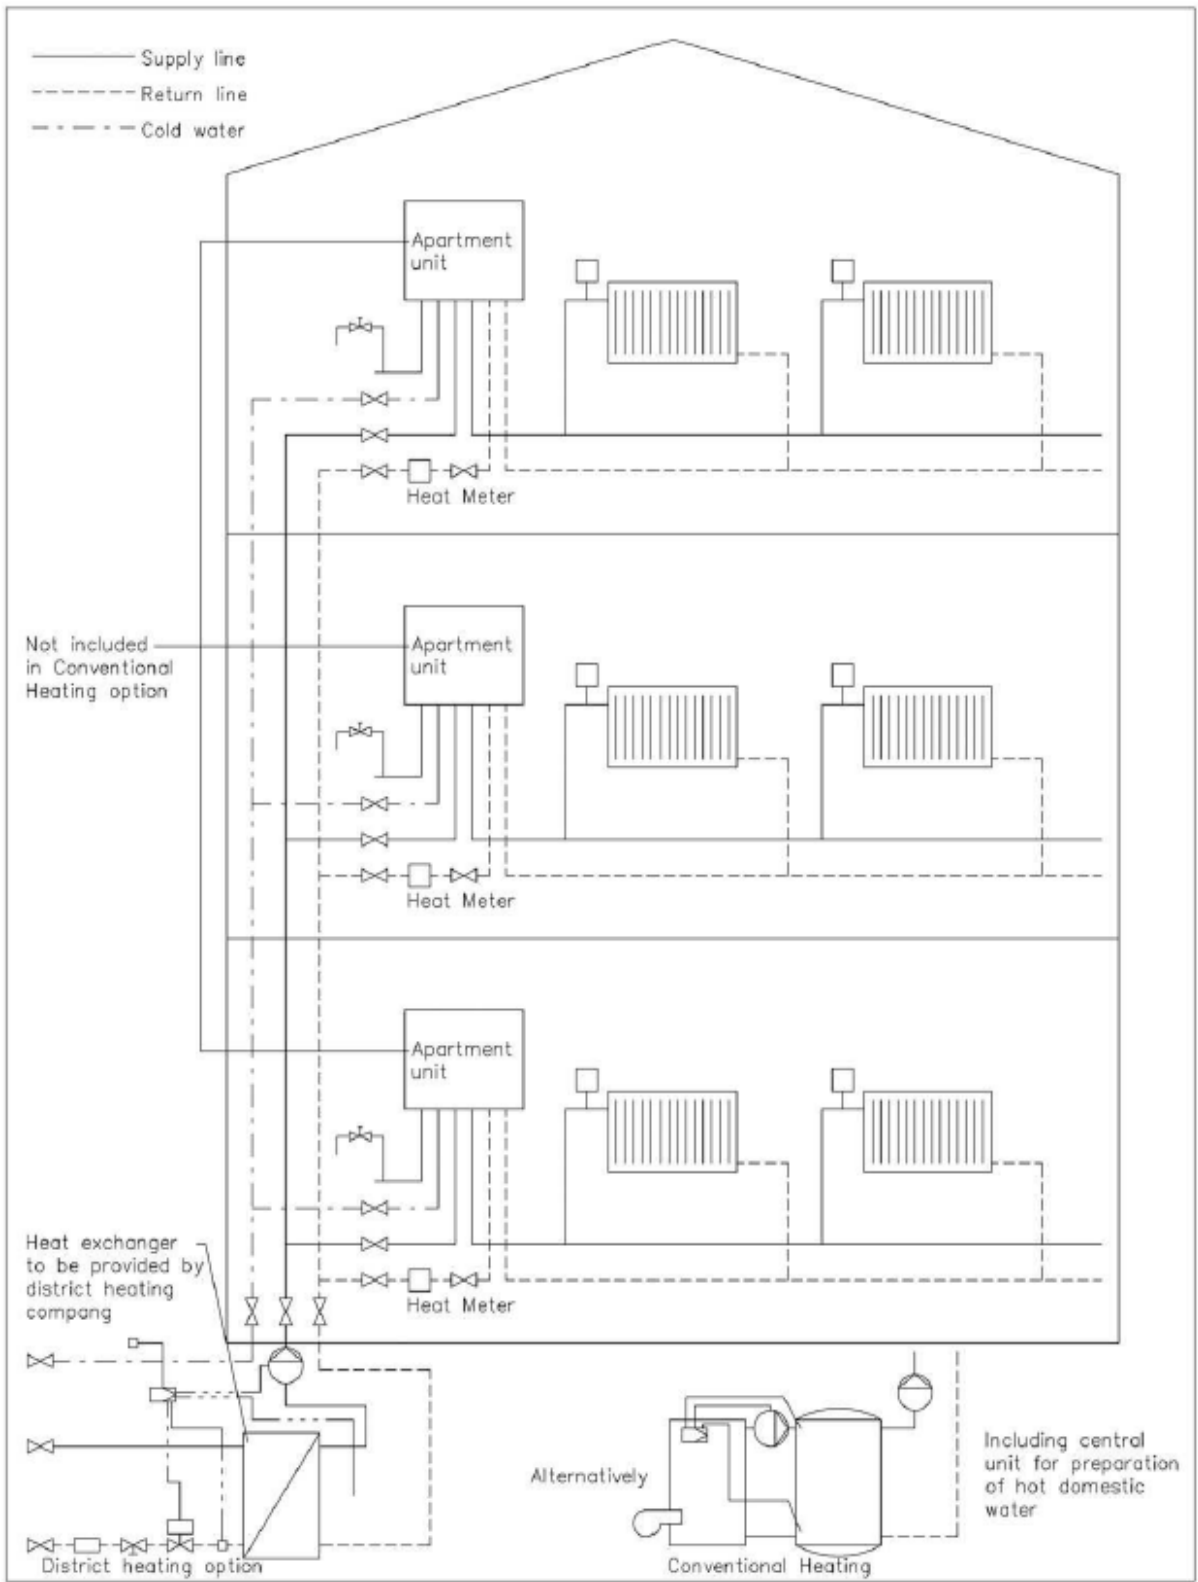 Supply line
Return line
Cold water
Apartment
unit
Heat Meter
Not included
in Conventional
Heating option
Apartment
unit
Heat Meter
Apartment
unit
Heat Meter
Heat exchanger
to be provided by
district heating
compang
District heating option
Alternatively
Conventional Heating
Including central
unit for preparation
of hot domestic
water